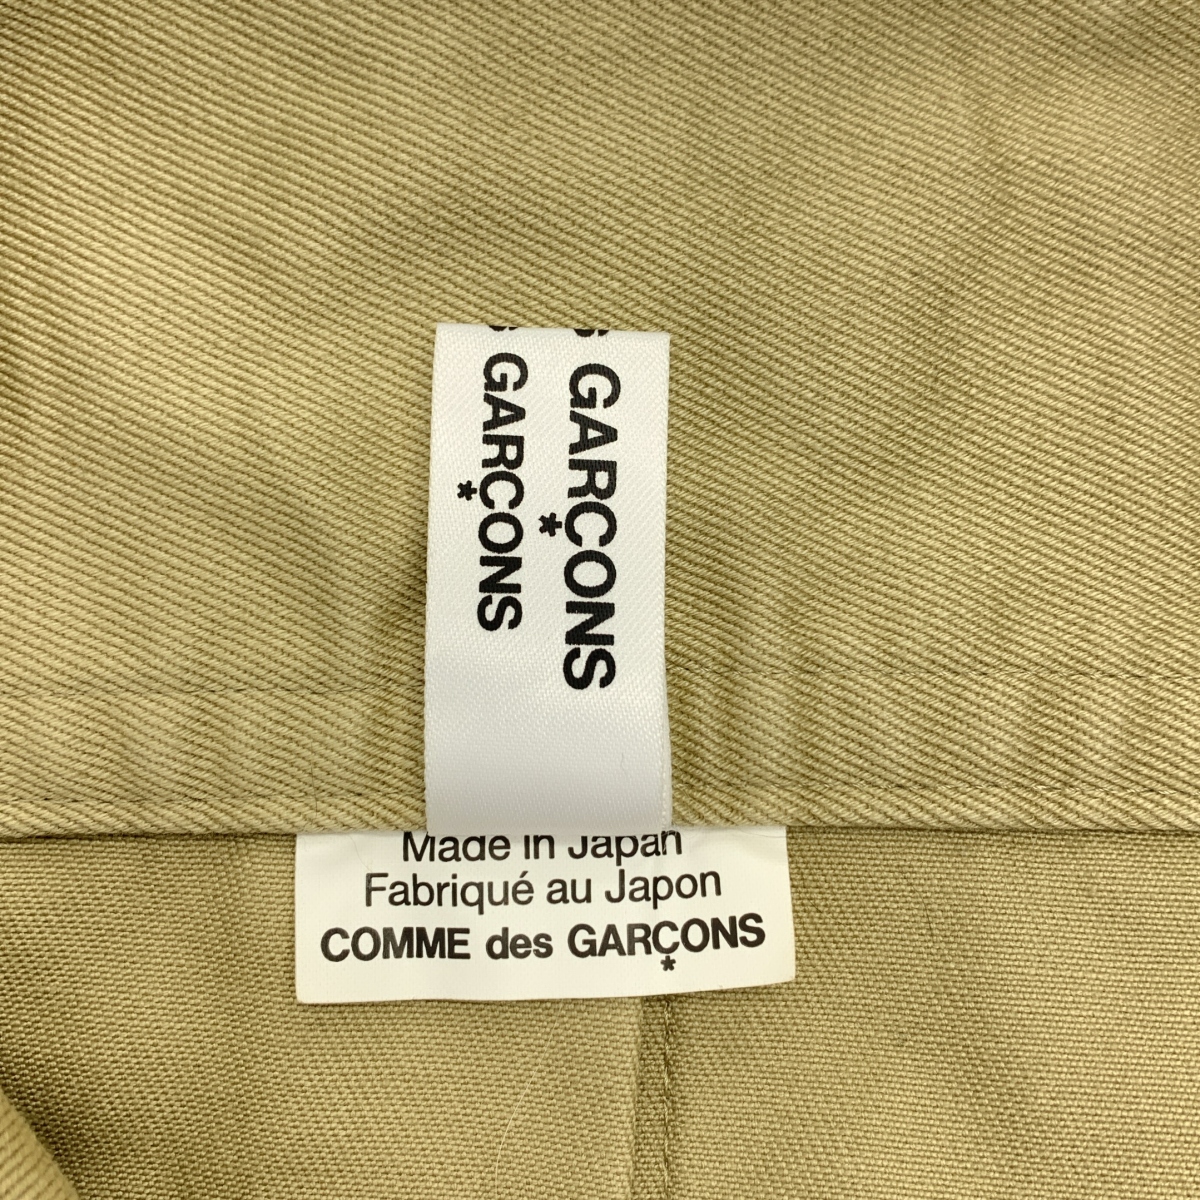 S GARÇONS
S GARÇONS
Made in Japan
Fabriqué au Japon
COMME des GARÇONS